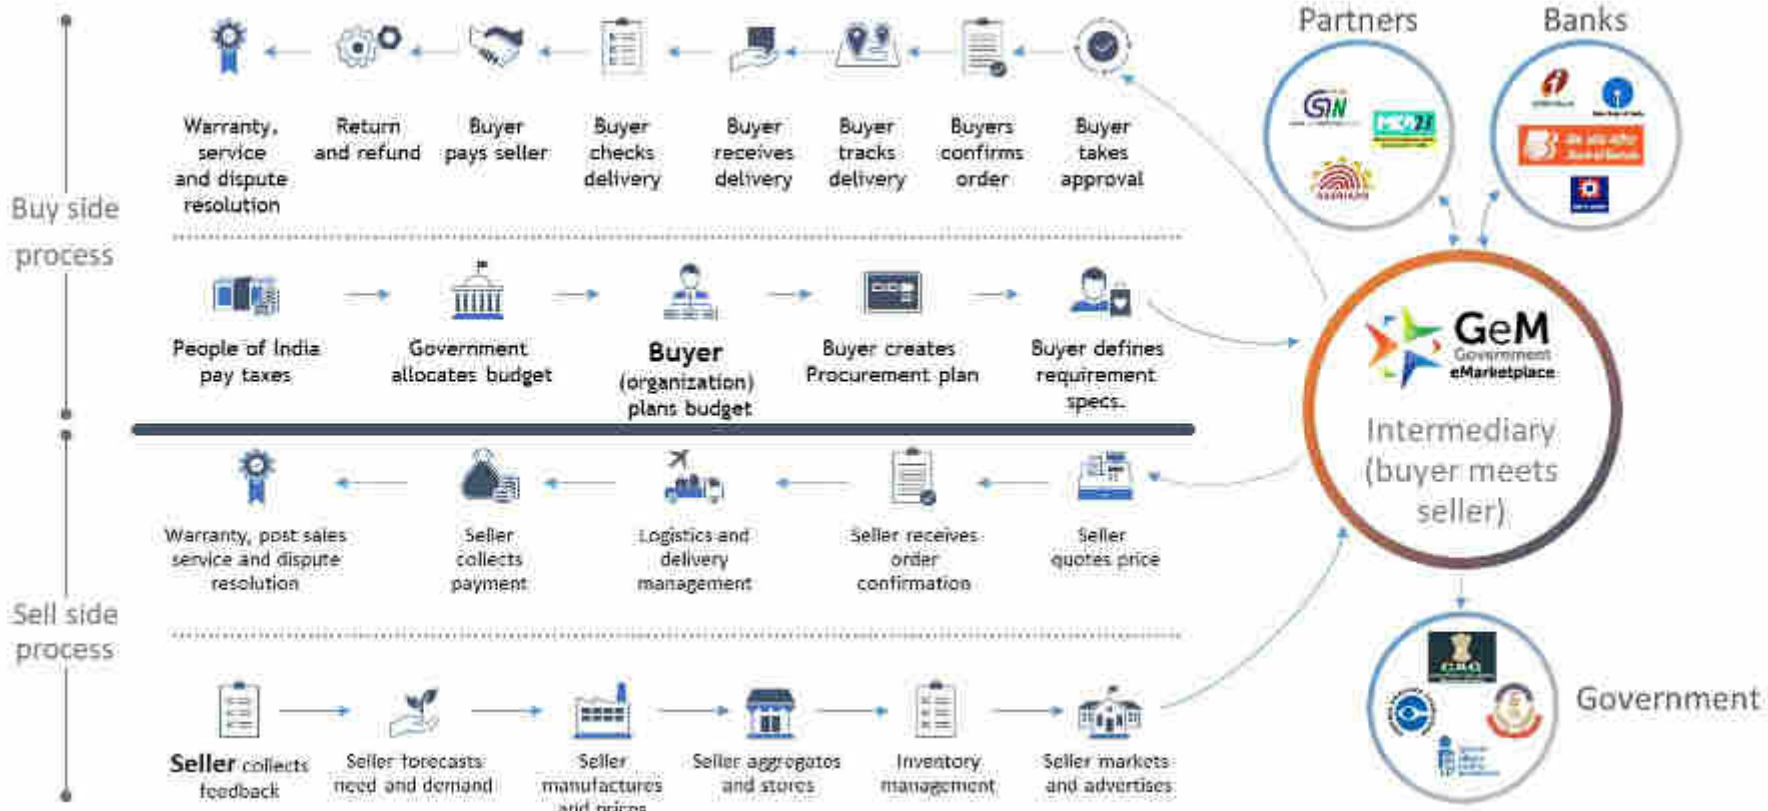 Partners
Banks
Warranty,
service
and dispute
resolution
Return
and refund
Buyer
pays seller
Buyer
checks
delivery
Buyer
receives
delivery
Buyer
tracks
delivery
Buyers
confirms
order
Buyer
takes
approval
Buy side
process
People of India
pay taxes
Government
allocates budget
Buyer
(organization)
plans budget
Buyer creates
Procurement plan
Buyer defines
requirement
specs.
GeM
Government
eMarketplace
Intermediary
(buyer meets
seller)
Warranty, post sales
service and dispute
resolution
Seller
collects
payment
Logistics and
delivery
management
Seller receives
order
confirmation
Seller
quotes price
Sell side
process
Seller collects
feedback
Seller forecasts
need and demand
Seller
manufactures
and prices
Seller aggregates
and stores
Inventory
management
Seller markets
and advertises
Government